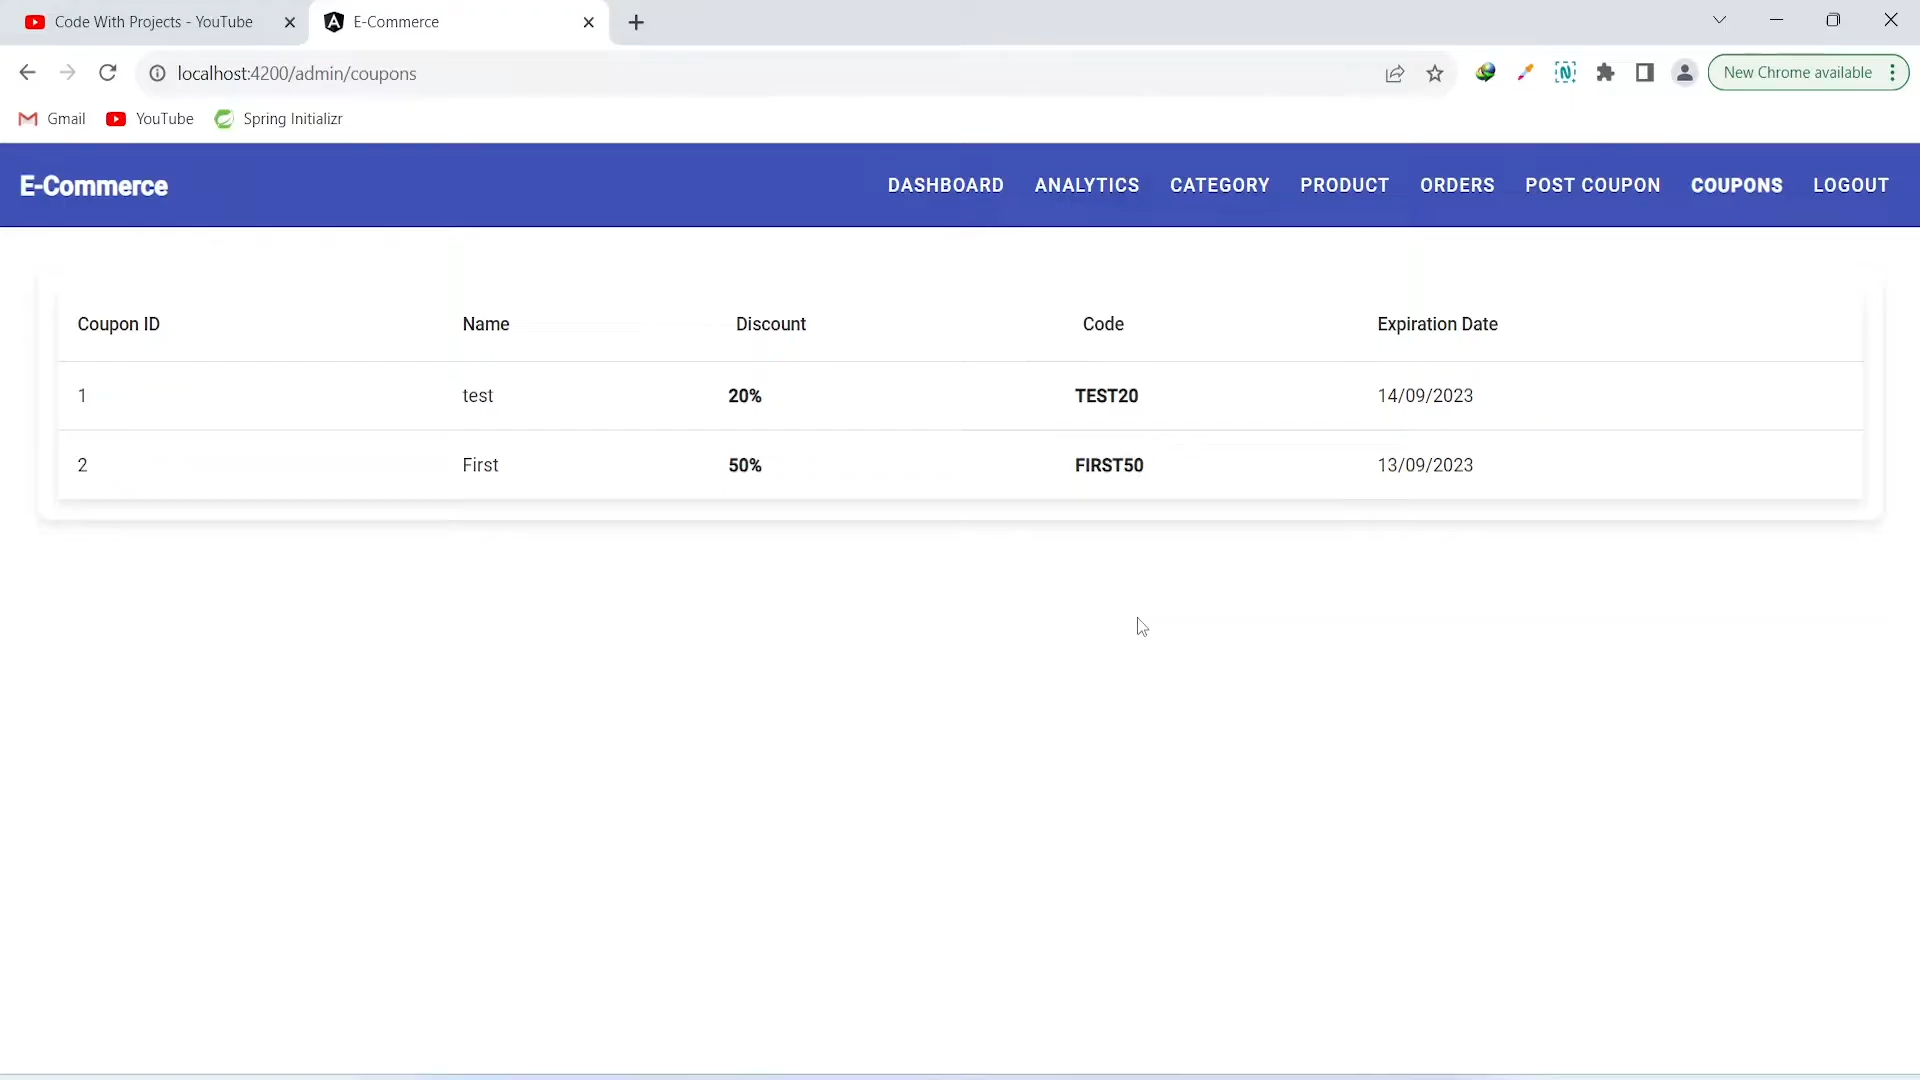 Code With Projects - YouTube
E-Commerce
localhost:4200/admin/coupons
New Chrome available
Gmail
YouTube
Spring Initializr
E-Commerce
DASHBOARD
ANALYTICS
CATEGORY
PRODUCT
ORDERS
POST COUPON
COUPONS
LOGOUT
Coupon ID Name Discount Code Expiration Date
1 test 20% TEST20 14/09/2023
2 First 50% FIRST50 13/09/2023